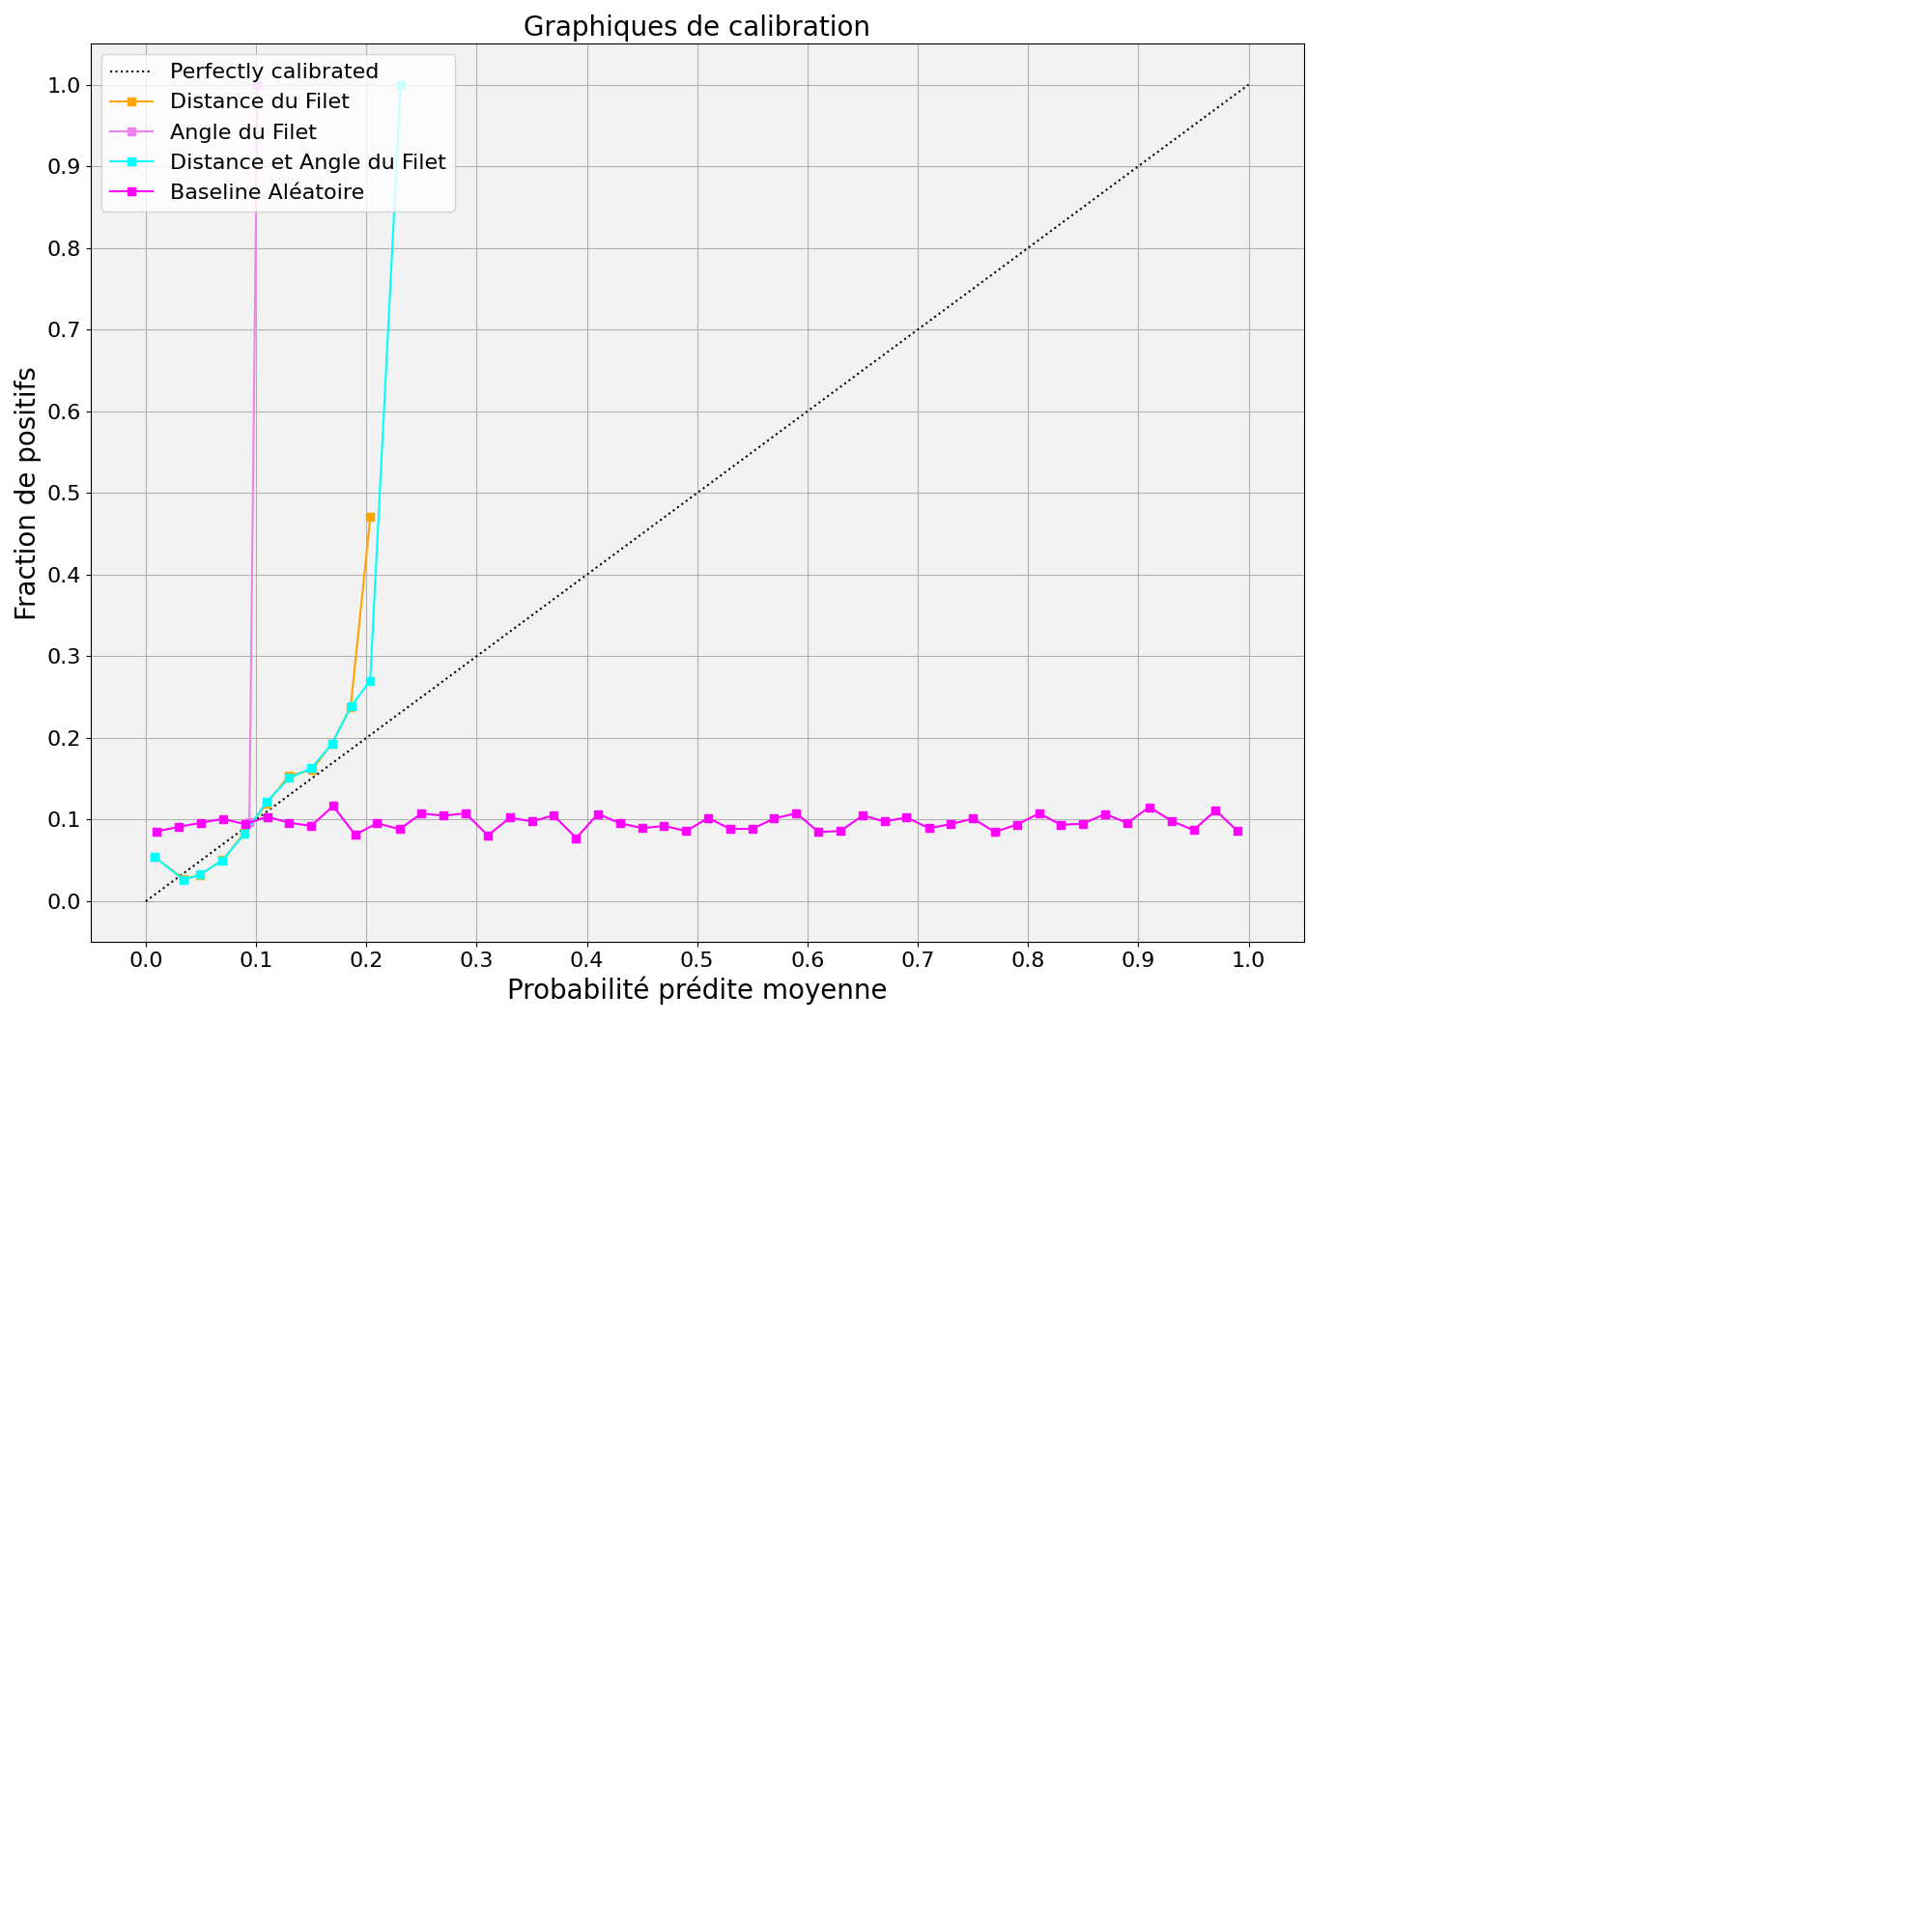 Graphiques de calibration
Perfectly calibrated
Distance du Filet
Angle du Filet
Distance et Angle du Filet
Baseline Aléatoire
1.0
0.9
0.8
0.7
0.6
0.5
0.4
0.3
0.2
0.1
0.0
Fraction de positifs
0.0 0.1 0.2 0.3 0.4 0.5 0.6 0.7 0.8 0.9 1.0
Probabilité prédite moyenne